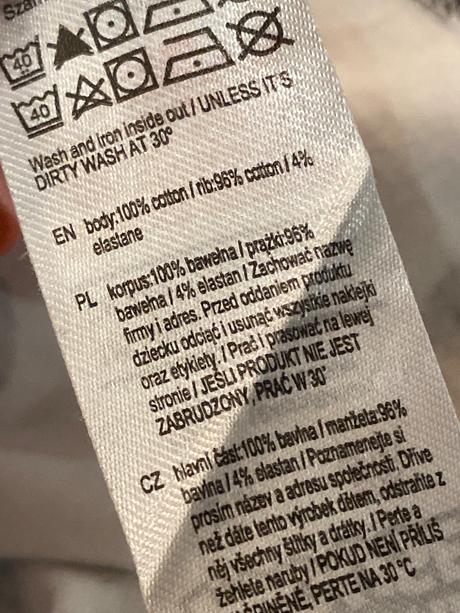 40
40
Wash and iron inside out / UNLESS IT'S
DIRTY WASH AT 30°
EN body:100% cotton / rib:96% cotton / 4%
elastane
PL korpus:100% bawełna / prążki:96%
bawełna / 4% elastan / Zachować nazwę
firmy i adres. Przed oddaniem produktu
dziecku odciąć i usunąć wszystkie naklejki
oraz etykiety. / Prać i prasować na lewej
stronie / JEŚLI PRODUKT NIE JEST
ZABRUDZONY, PRAĆ W 30°
CZ hlavní část:100% bavlna / manžeta:96%
bavlna / 4% elastan / Poznamenejte si
prosím název a adresu společnosti. Dříve
než dáte tento výrobek dětem, odstraňte z
něj všechny štítky a drátky. / Perte a
žehlete naruby / POKUD NENÍ PŘÍLIŠ
PERTE NA 30 °C